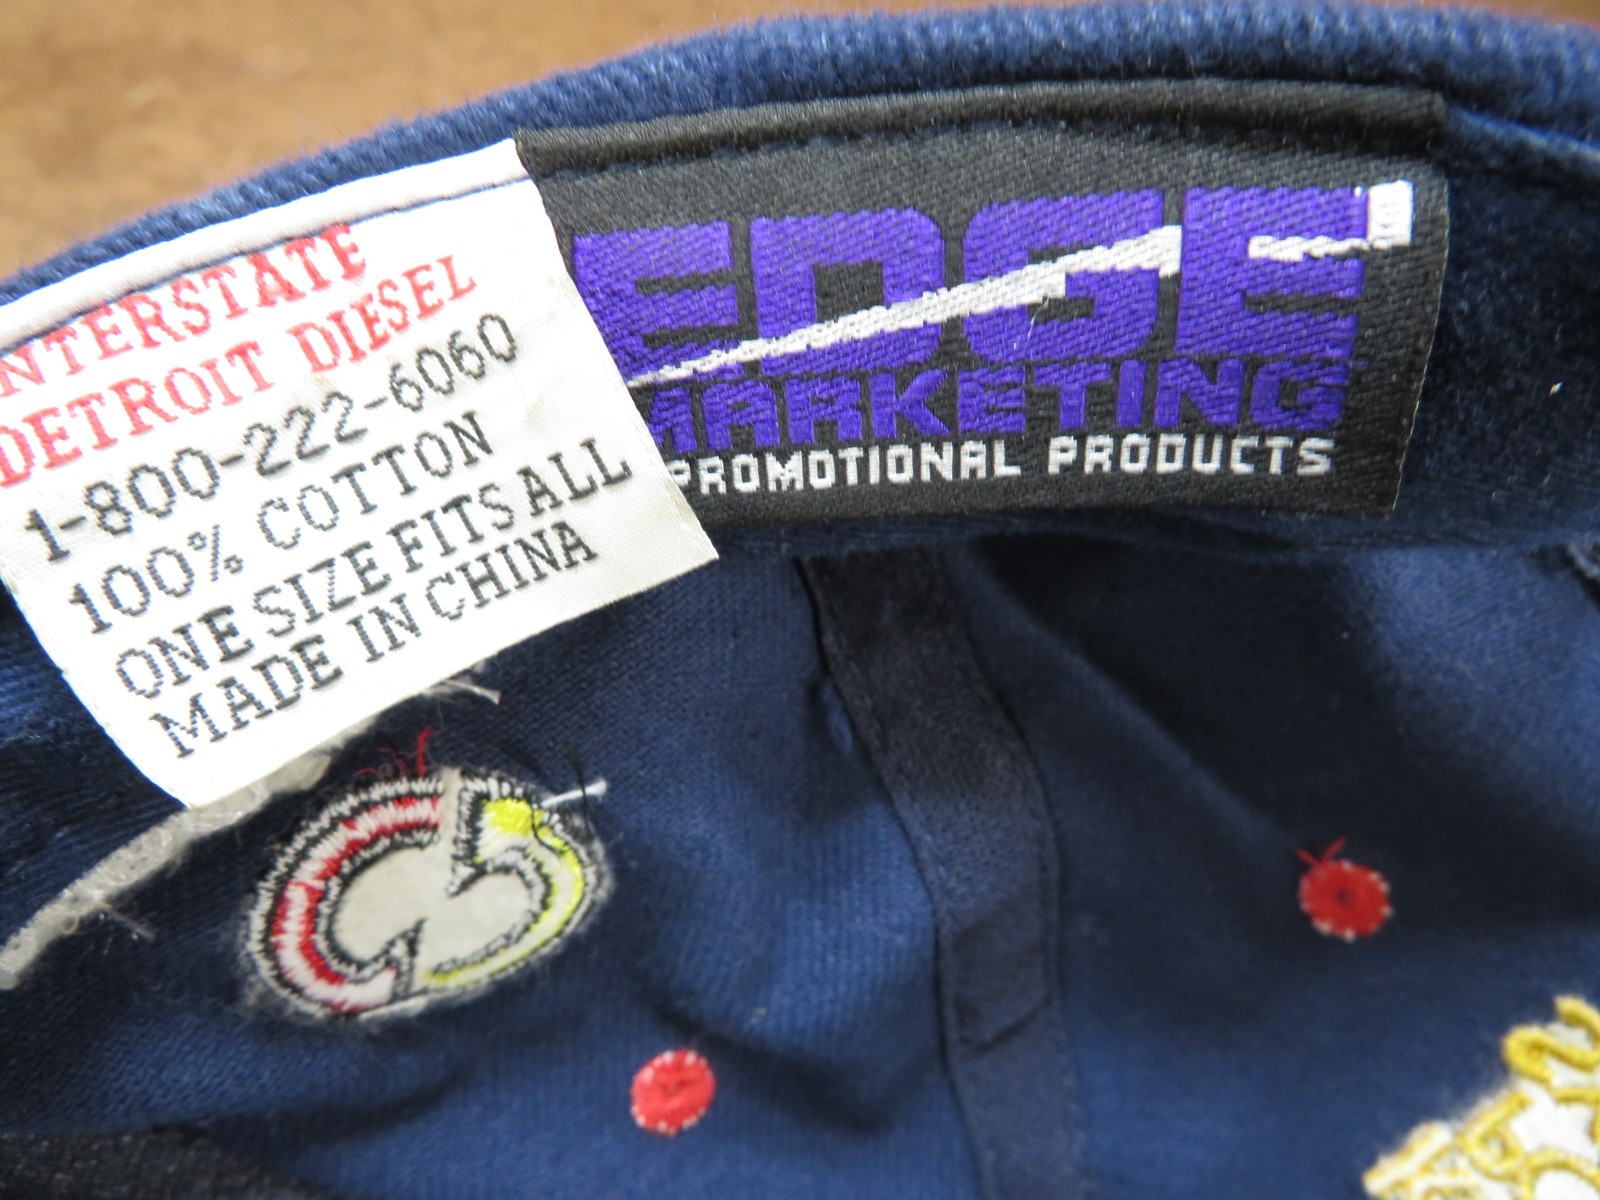 INTERSTATE
DETROIT DIESEL
1-800-222-6060
100% COTTON
ONE SIZE FITS ALL
MADE IN CHINA
EDGE
MARKETING
PROMOTIONAL PRODUCTS